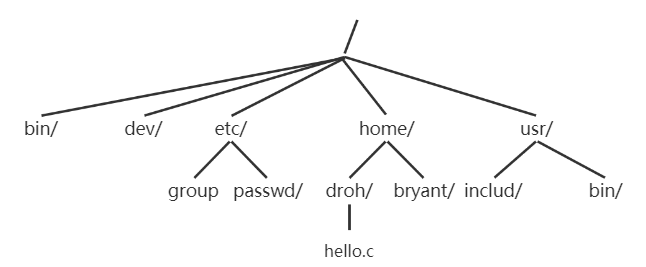 /
bin/ dev/ etc/ home/ usr/
group passwd/ droh/ bryant/ includ/ bin/
hello.c